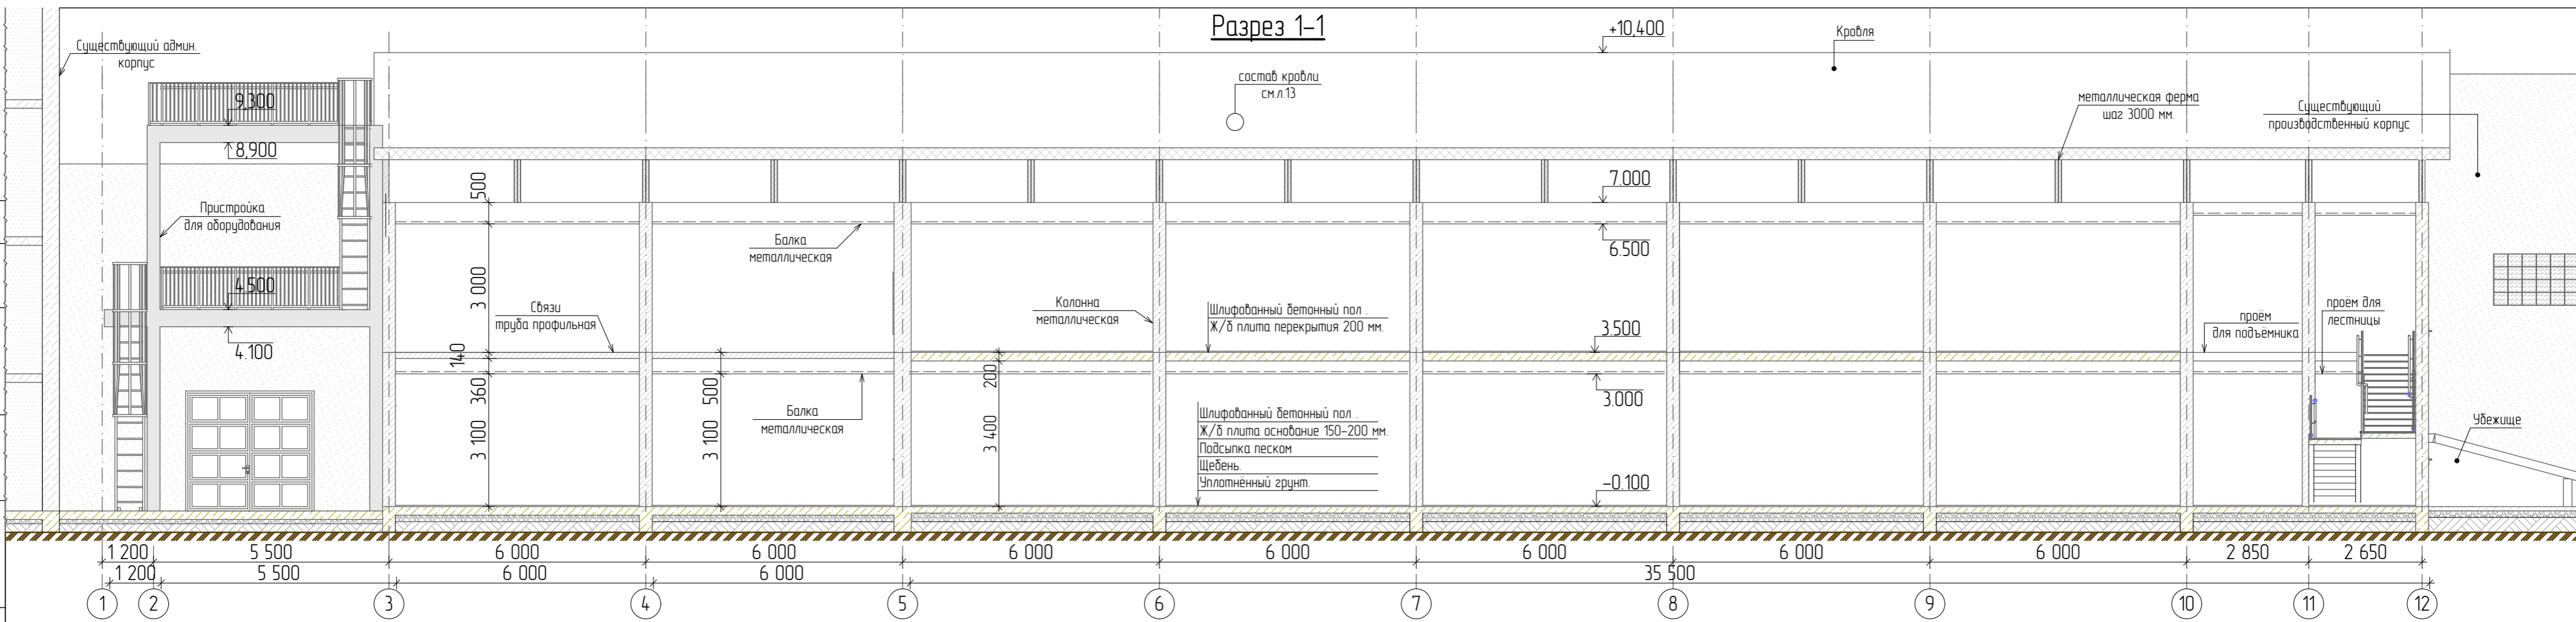 Разрез 1-1
+10,400
Кровля
Существующий админ.
корпус
состав кровли
см.л.13
металлическая ферма
шаг 3000 мм.
Существующий
производственный корпус
9,300
8,900
500
7.000
6.500
Пристройка
для оборудования
Балка
металлическая
3 000
4.500
4.100
Связи
труба профильная
Колонна
металлическая
Шлифованный бетонный пол .
Ж/б плита перекрытия 200 мм.
3.500
проём
для подъёмника
проём для
лестницы
140
360
500
200
3.000
3 100
3 100
3 400
Балка
металлическая
Шлифованный бетонный пол .
Ж/б плита основание 150-200 мм.
Подсыпка песком
Щебень.
Уплотнённый грунт.
-0.100
Убежище
1 200 5 500 6 000 6 000 6 000 6 000 6 000 6 000 6 000 2 850 2 650
1 200 5 500 6 000 6 000 35 500
1 2 3 4 5 6 7 8 9 10 11 12